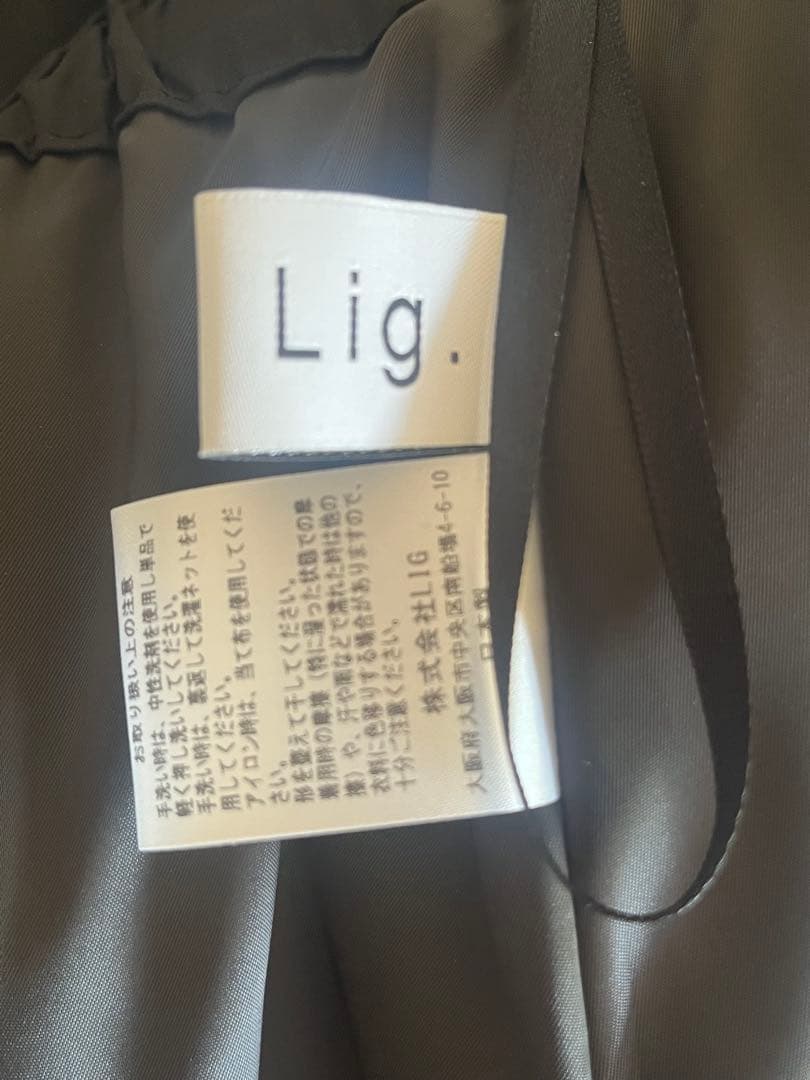 Lig.
お取り扱い上の注意
手洗い時は、中性洗剤を使用し単品で
軽く押し洗いしてください。
手洗い時は、裏返して洗濯ネットを使
用してください。
アイロン時は、当て布を使用してくだ
さい。
形を整えて干してください。
着用時の摩擦（特に湿った状態での摩
擦）や、汗や雨などで濡れた時は他の
衣料に色移りする場合がありますので、
十分ご注意ください。
株式会社LIG
大阪府大阪市中央区南船場4-6-10
日本製